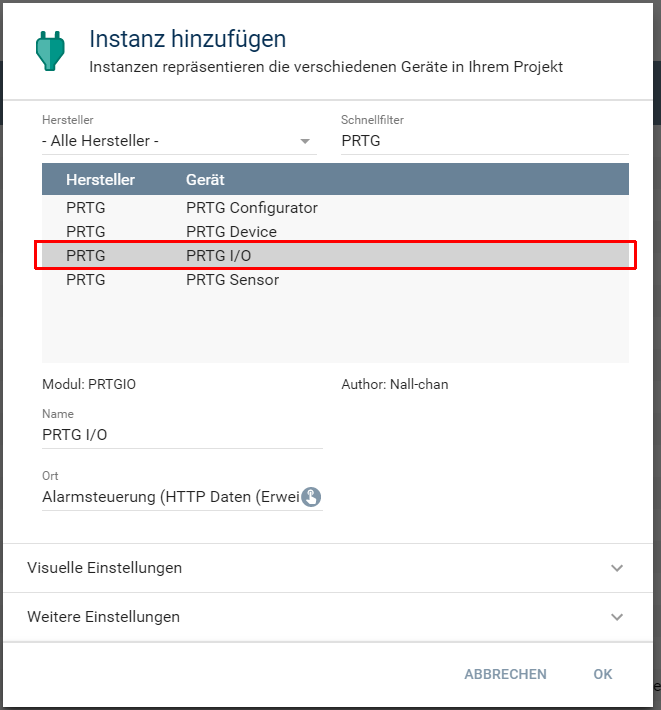 Instanz hinzufügen
Instanzen repräsentieren die verschiedenen Geräte in Ihrem Projekt
Hersteller Schnellfilter
- Alle Hersteller - PRTG
Hersteller Gerät
PRTG PRTG Configurator
PRTG PRTG Device
PRTG PRTG I/O
PRTG PRTG Sensor
Modul: PRTGIO Author: Nall-chan
Name
PRTG I/O
Ort
Alarmsteuerung (HTTP Daten (Erwei
Visuelle Einstellungen
Weitere Einstellungen
ABBRECHEN OK